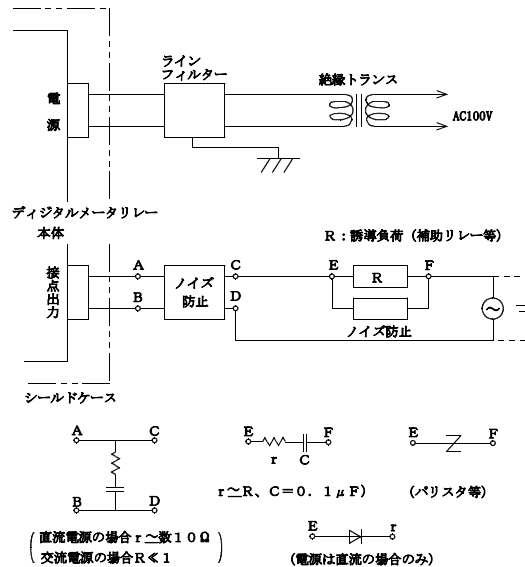 ライン
フィルター
絶縁トランス
電源
AC100V
ディジタルメータリレー
本体
R：誘導負荷（補助リレー等）
接点出力
A
B
ノイズ
防止
C
D
E
R
F
～
ノイズ防止
シールドケース
A
C
B
D
E
F
r
C
r～R、C＝0．1μF）
E
F
（バリスタ等）
直流電源の場合r～数10Ω
交流電源の場合R≪1
E
r
（電源は直流の場合のみ）